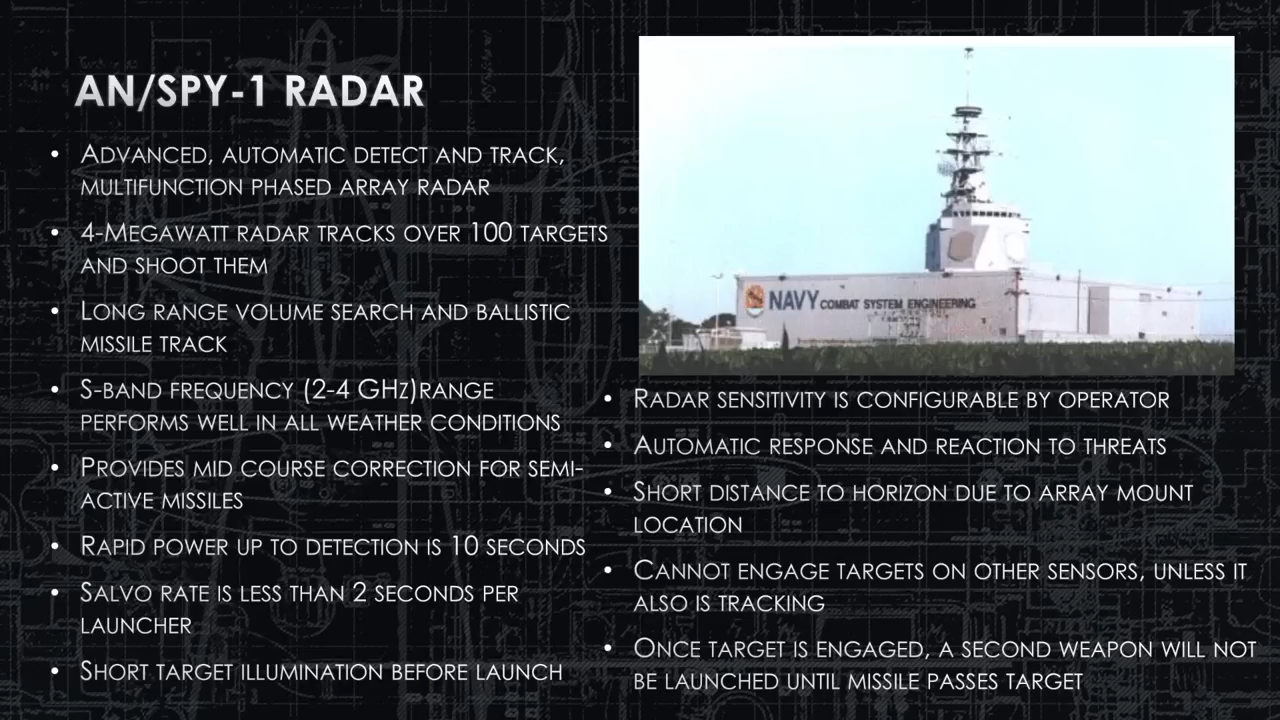 AN/SPY-1 RADAR
• ADVANCED, AUTOMATIC DETECT AND TRACK,
MULTIFUNCTION PHASED ARRAY RADAR
• 4-MEGAWATT RADAR TRACKS OVER 100 TARGETS
AND SHOOT THEM
• LONG RANGE VOLUME SEARCH AND BALLISTIC
MISSILE TRACK
• S-BAND FREQUENCY (2-4 GHZ)RANGE
PERFORMS WELL IN ALL WEATHER CONDITIONS
• PROVIDES MID COURSE CORRECTION FOR SEMI-
ACTIVE MISSILES
• RAPID POWER UP TO DETECTION IS 10 SECONDS
• SALVO RATE IS LESS THAN 2 SECONDS PER
LAUNCHER
• SHORT TARGET ILLUMINATION BEFORE LAUNCH
NAVY COMBAT SYSTEM ENGINEERING
• RADAR SENSITIVITY IS CONFIGURABLE BY OPERATOR
• AUTOMATIC RESPONSE AND REACTION TO THREATS
• SHORT DISTANCE TO HORIZON DUE TO ARRAY MOUNT
LOCATION
• CANNOT ENGAGE TARGETS ON OTHER SENSORS, UNLESS IT
ALSO IS TRACKING
• ONCE TARGET IS ENGAGED, A SECOND WEAPON WILL NOT
BE LAUNCHED UNTIL MISSILE PASSES TARGET